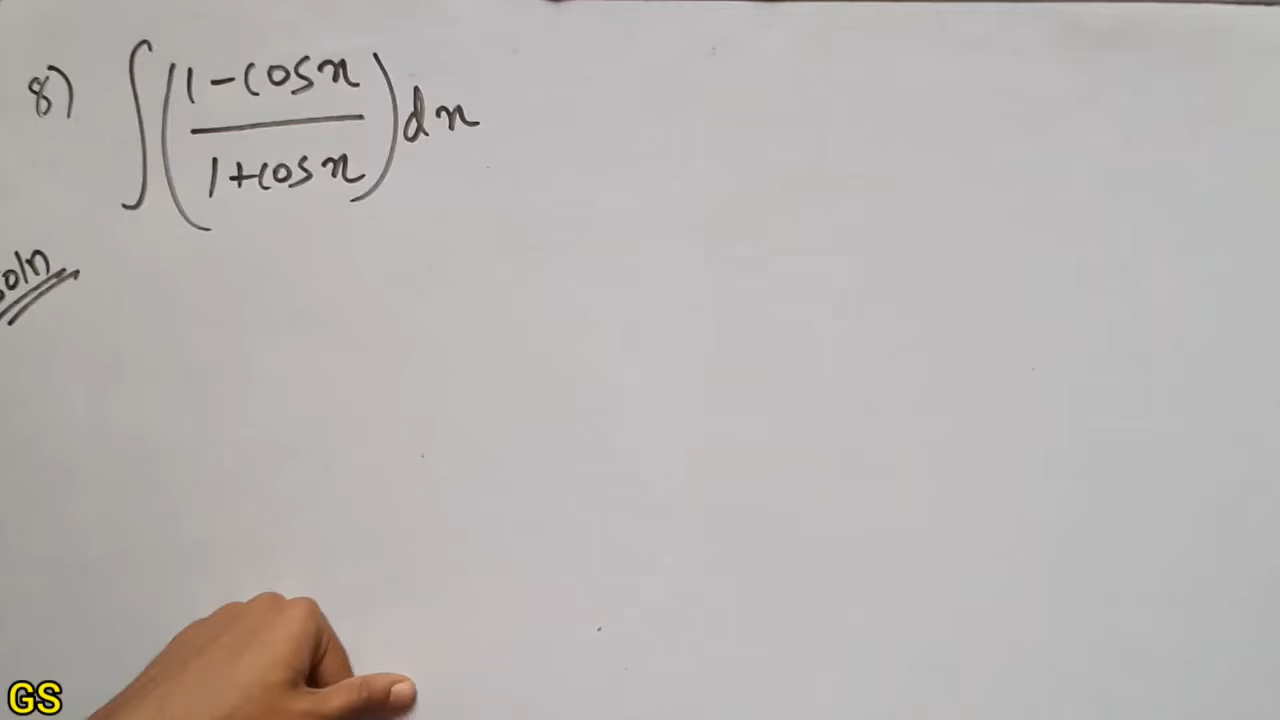 8) ∫(1-cosx/1+cosx)dx
soln
GS